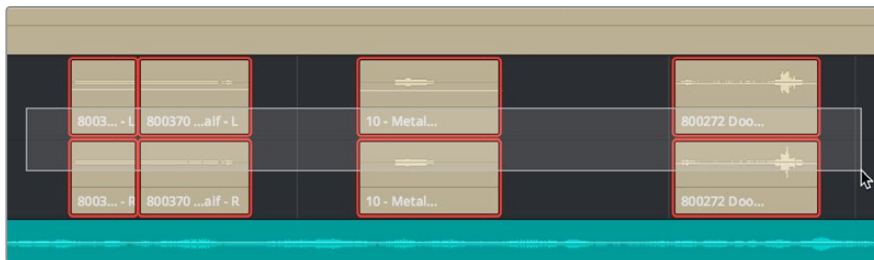 8003... - L 800370 ...aif - L 10 - Metal... 800272 Doo...
8003... - R 800370 ...aif - R 10 - Metal... 800272 Doo...